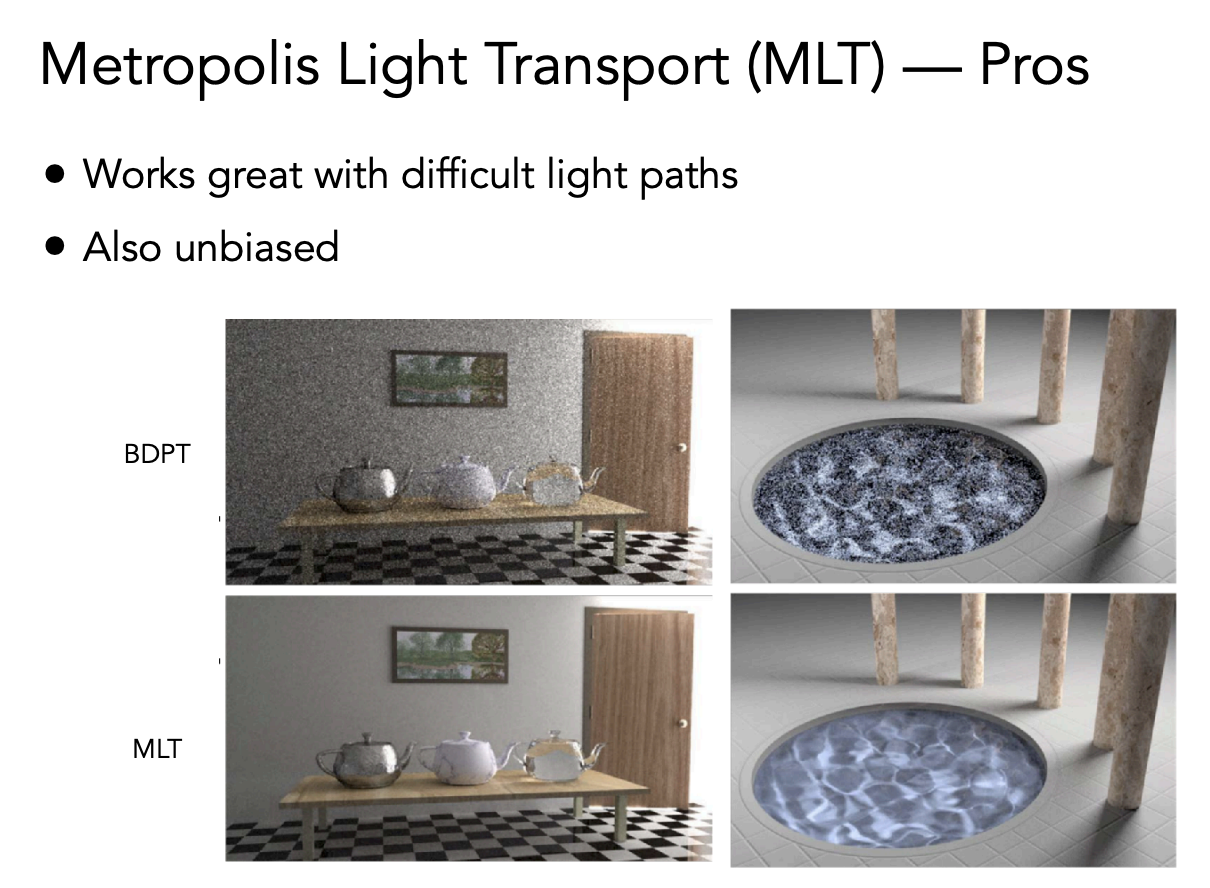 Metropolis Light Transport (MLT) — Pros
• Works great with difficult light paths
• Also unbiased
BDPT
MLT